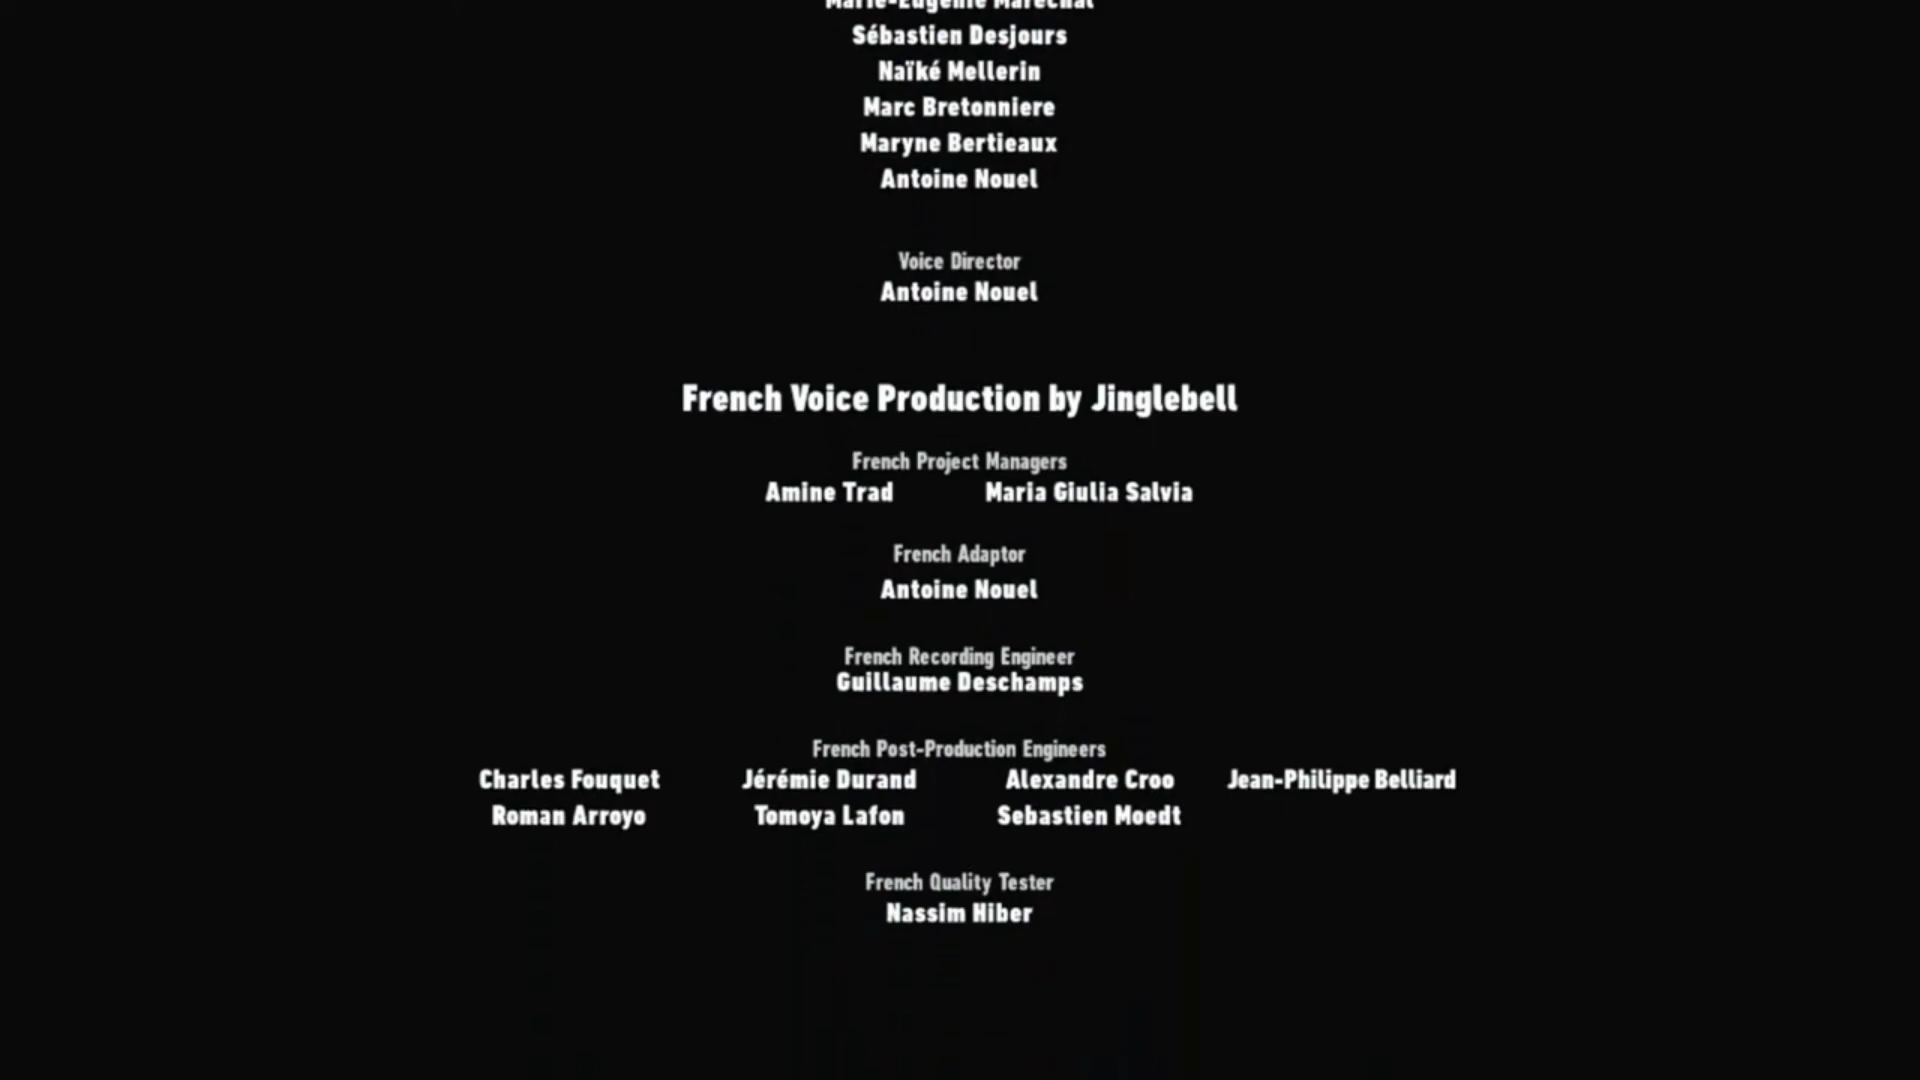 Marie-Eugénie Maréchal
Sébastien Desjours
Naïké Mellerin
Marc Bretonniere
Maryne Bertieaux
Antoine Nouel
Voice Director
Antoine Nouel
French Voice Production by Jinglebell
French Project Managers
Amine Trad Maria Giulia Salvia
French Adaptor
Antoine Nouel
French Recording Engineer
Guillaume Deschamps
French Post-Production Engineers
Charles Fouquet Jérémie Durand Alexandre Croo Jean-Philippe Belliard
Roman Arroyo Tomoya Lafon Sebastien Moedt
French Quality Tester
Nassim Hiber